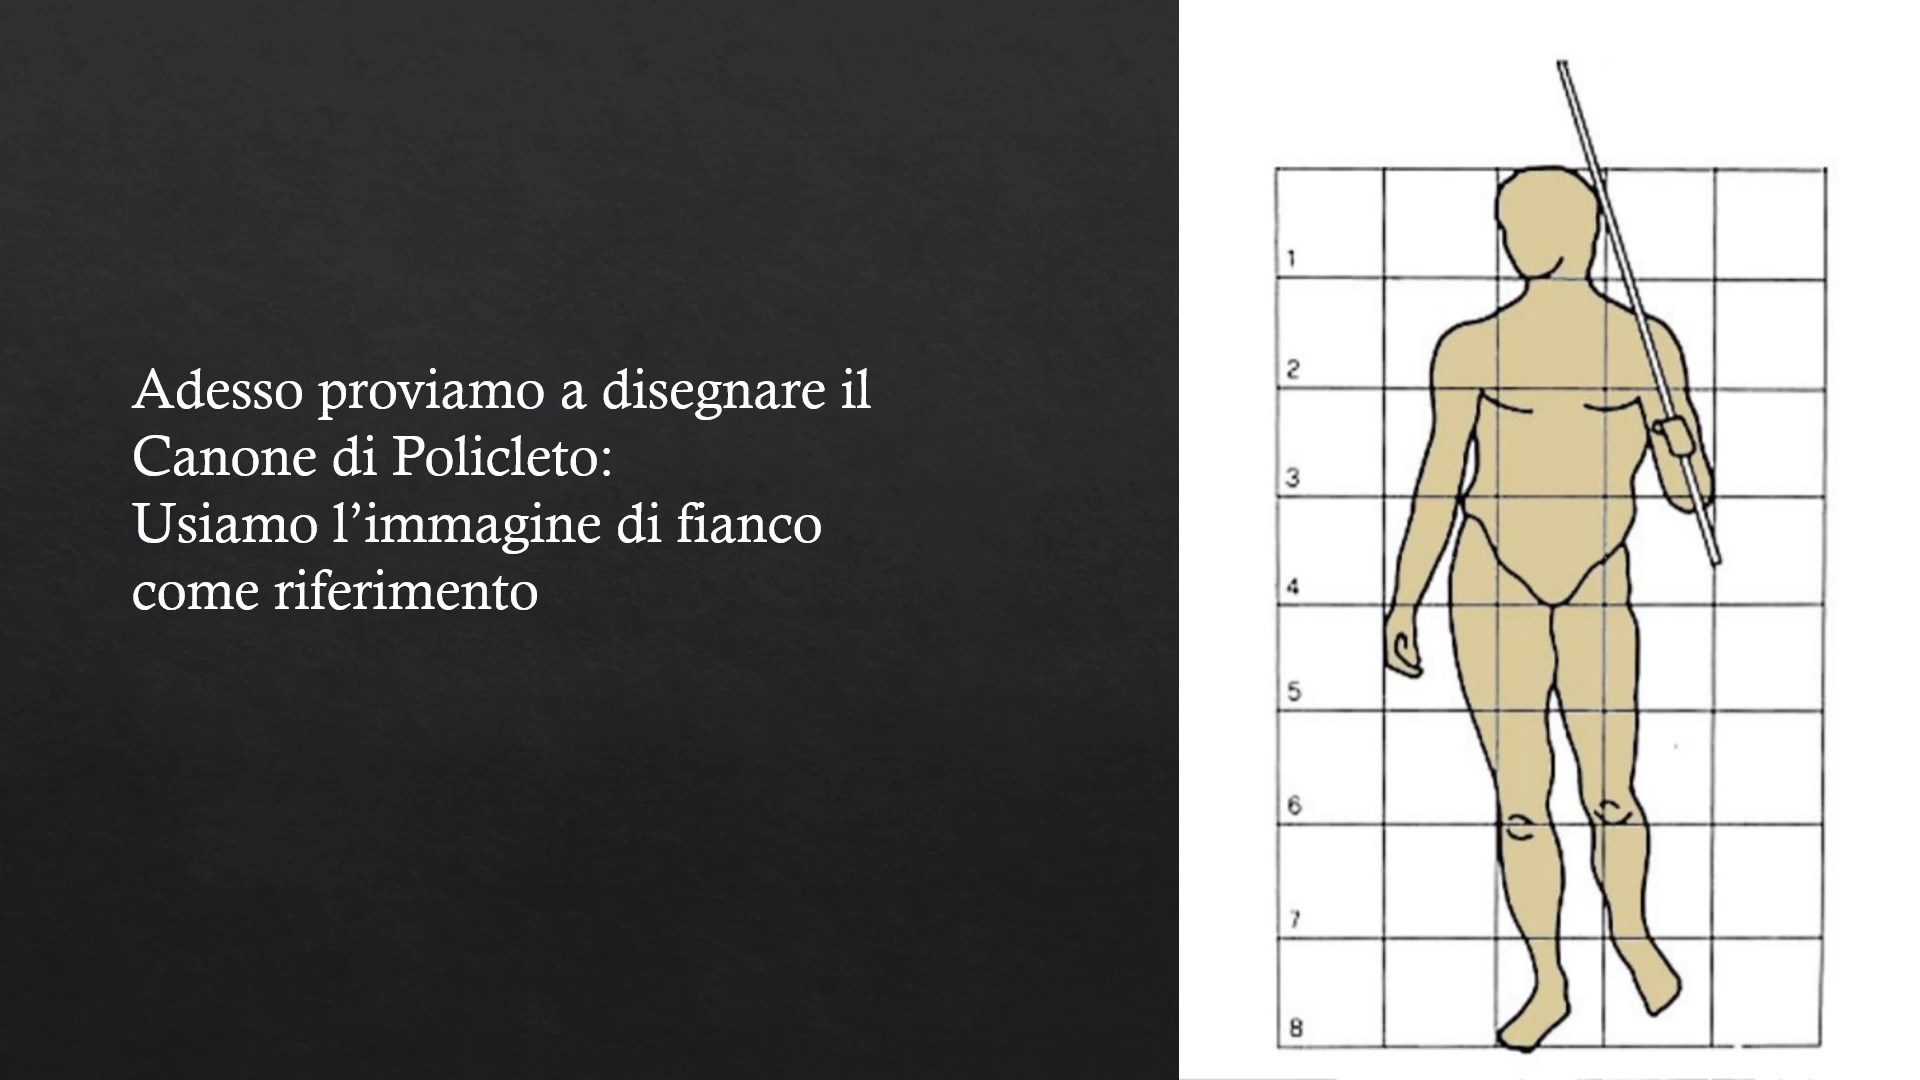 Adesso proviamo a disegnare il
Canone di Policleto:
Usiamo l’immagine di fianco
come riferimento
1
2
3
4
5
6
7
8